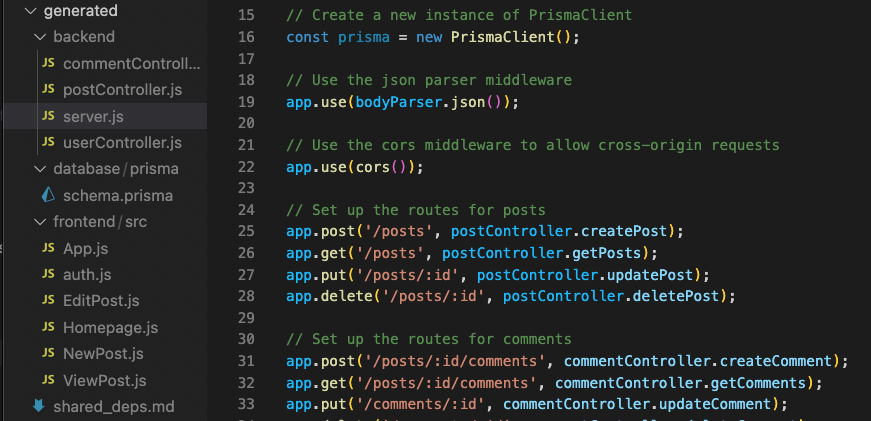 generated
backend
JS commentControll...
JS postController.js
JS server.js
JS userController.js
database/prisma
schema.prisma
frontend/src
JS App.js
JS auth.js
JS EditPost.js
JS Homepage.js
JS NewPost.js
JS ViewPost.js
shared_deps.md
15 // Create a new instance of PrismaClient
16 const prisma = new PrismaClient();
17
18 // Use the json parser middleware
19 app.use(bodyParser.json());
20
21 // Use the cors middleware to allow cross-origin requests
22 app.use(cors());
23
24 // Set up the routes for posts
25 app.post('/posts', postController.createPost);
26 app.get('/posts', postController.getPosts);
27 app.put('/posts/:id', postController.updatePost);
28 app.delete('/posts/:id', postController.deletePost);
29
30 // Set up the routes for comments
31 app.post('/posts/:id/comments', commentController.createComment);
32 app.get('/posts/:id/comments', commentController.getComments);
33 app.put('/comments/:id', commentController.updateComment);